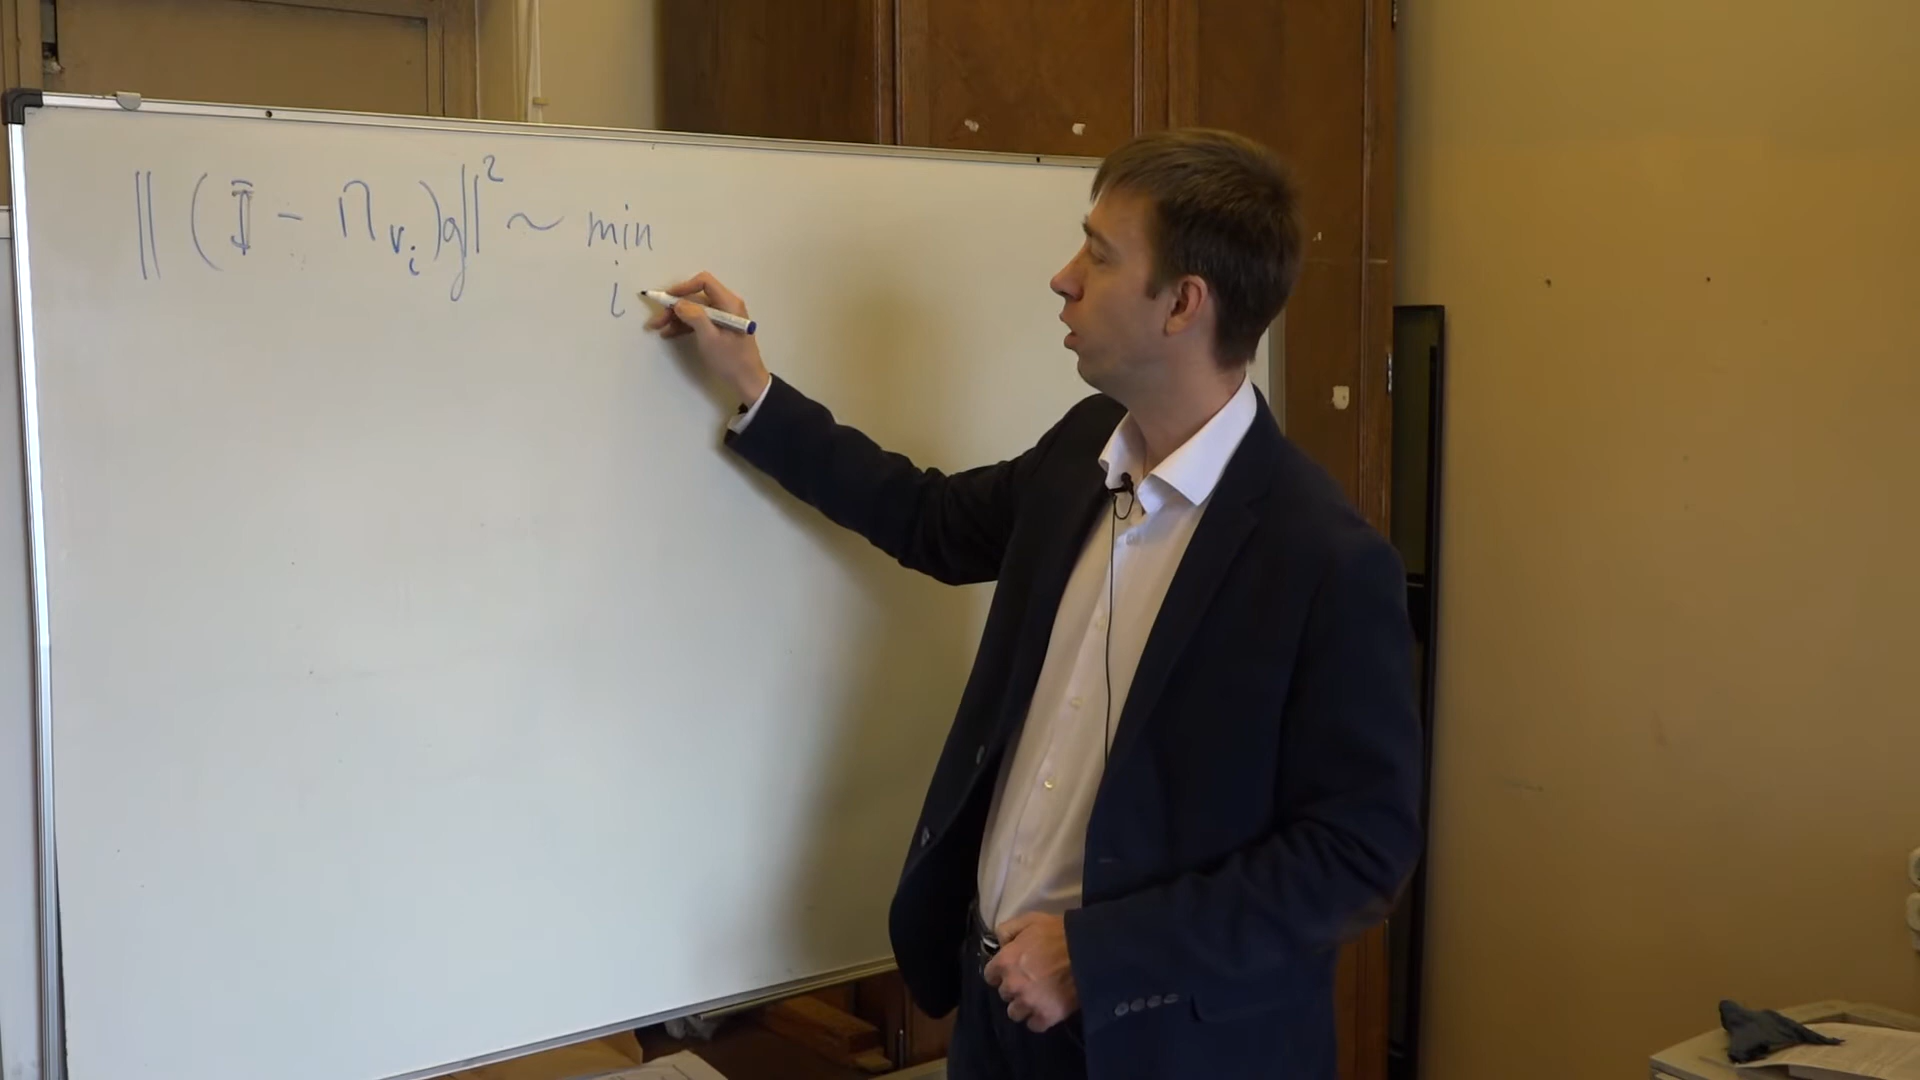 ‖ (𝕀 − Π_{v_i})g‖² ~ min
i